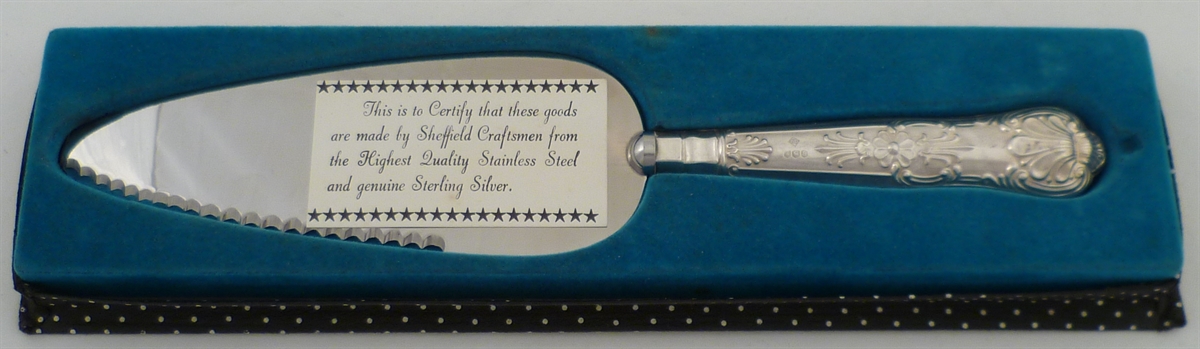 This is to Certify that these goods
are made by Sheffield Craftsmen from
the Highest Quality Stainless Steel
and genuine Sterling Silver.